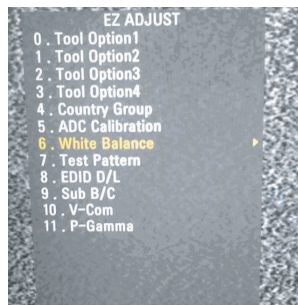 EZ ADJUST
0 . Tool Option1
1 . Tool Option2
2 . Tool Option3
3 . Tool Option4
4 . Country Group
5 . ADC Calibration
6 . White Balance
7 . Test Pattern
8 . EDID D/L
9 . Sub B/C
10 . V-Com
11 . P-Gamma